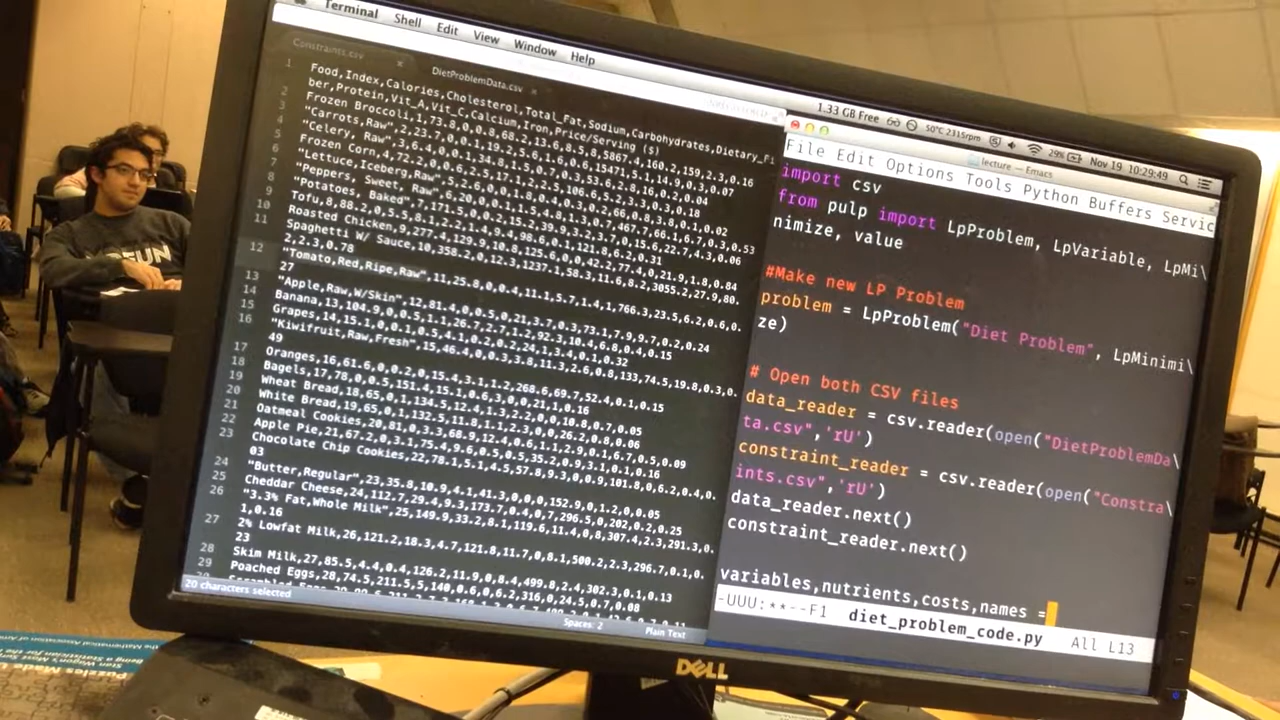 Terminal Shell Edit View Window Help
1.33 GB Free 50°C 2315rpm 29% Nov 19 10:29:49
Constraints.csv
DietProblemData.csv
1 Food,Index,Calories,Cholesterol,Total_Fat,Sodium,Carbohydrates,Dietary_Fi
ber,Protein,Vit_A,Vit_C,Calcium,Iron,Price/Serving ($)
2 Frozen Broccoli,1,73.8,0,0.8,68.2,13.6,8.5,8,5867.4,160.2,159,2.3,0.16
3 "Carrots,Raw",2,23.7,0,0.1,19.2,5.6,1.6,0.6,15471,5.1,14.9,0.3,0.07
4 "Celery, Raw",3,6.4,0,0.1,34.8,1.5,0.7,0.3,53.6,2.8,16,0.2,0.04
5 Frozen Corn,4,72.2,0,0.6,2.5,17.1,2,2.5,106.6,5.2,3.3,0.3,0.18
6 "Lettuce,Iceberg,Raw",5,2.6,0,0,1.8,0.4,0.3,0.2,66,0.8,3.8,0.1,0.02
7 "Peppers, Sweet, Raw",6,20,0,0.1,1.5,4.8,1.3,0.7,467.7,66.1,6.7,0.3,0.53
8 "Potatoes, Baked",7,171.5,0,0.2,15.2,39.9,3.2,3.7,0,15.6,22.7,4.3,0.06
9 Tofu,8,88.2,0,5.5,8.1,2.2,1.4,9.4,98.6,0.1,121.8,6.2,0.31
10 Roasted Chicken,9,277.4,129.9,10.8,125.6,0,0,42.2,77.4,0,21.9,1.8,0.84
11 Spaghetti W/ Sauce,10,358.2,0,12.3,1237.1,58.3,11.6,8.2,3055.2,27.9,80.
2,2.3,0.78
12 "Tomato,Red,Ripe,Raw",11,25.8,0,0.4,11.1,5.7,1.4,1,766.3,23.5,6.2,0.6,0.
27
13 "Apple,Raw,W/Skin",12,81.4,0,0.5,0,21,3.7,0.3,73.1,7.9,9.7,0.2,0.24
14 Banana,13,104.9,0,0.5,1.1,26.7,2.7,1.2,92.3,10.4,6.8,0.4,0.15
15 Grapes,14,15.1,0,0.1,0.5,4.1,0.2,0.2,24,1,3.4,0.1,0.32
16 "Kiwifruit,Raw,Fresh",15,46.4,0,0.3,3.8,11.3,2.6,0.8,133,74.5,19.8,0.3,0.
49
17 Oranges,16,61.6,0,0.2,0,15.4,3.1,1.2,268.6,69.7,52.4,0.1,0.15
18 Bagels,17,78,0,0.5,151.4,15.1,0.6,3,0,0,21,1,0.16
19 Wheat Bread,18,65,0,1,134.5,12.4,1.3,2.2,0,0,10.8,0.7,0.05
20 White Bread,19,65,0,1,132.5,11.8,1.1,2.3,0,0,26.2,0.8,0.06
21 Oatmeal Cookies,20,81,0,3.3,68.9,12.4,0.6,1.1,2.9,0.1,6.7,0.5,0.09
22 Apple Pie,21,67.2,0,3.1,75.4,9.6,0.5,0.5,35.2,0.9,3.1,0.1,0.16
23 Chocolate Chip Cookies,22,78.1,5.1,4.5,57.8,9.3,0,0.9,101.8,0,6.2,0.4,0.
03
24 "Butter,Regular",23,35.8,10.9,4.1,41.3,0,0,0,152.9,0,1.2,0,0.05
25 Cheddar Cheese,24,112.7,29.4,9.3,173.7,0.4,0,7,296.5,0,202,0.2,0.25
26 "3.3% Fat,Whole Milk",25,149.9,33.2,8.1,119.6,11.4,0,8,307.4,2.3,291.3,0.
1,0.16
27 2% Lowfat Milk,26,121.2,18.3,4.7,121.8,11.7,0,8.1,500.2,2.3,296.7,0.1,0.
23
28 Skim Milk,27,85.5,4.4,0.4,126.2,11.9,0,8.4,499.8,2.4,302.3,0.1,0.13
29 Poached Eggs,28,74.5,211.5,5,140,0.6,0,6.2,316,0,24.5,0.7,0.08
20 characters selected
Spaces: 2
Plain Text
lecture — Emacs
File Edit Options Tools Python Buffers Servic
import csv
from pulp import LpProblem, LpVariable, LpMi\
nimize, value
#Make new LP Problem
problem = LpProblem("Diet Problem", LpMinimi\
ze)
# Open both CSV files
data_reader = csv.reader(open("DietProblemDa\
ta.csv",'rU')
constraint_reader = csv.reader(open("Constra\
ints.csv",'rU')
data_reader.next()
constraint_reader.next()
variables,nutrients,costs,names =
-UUU:**--F1 diet_problem_code.py All L13
DELL